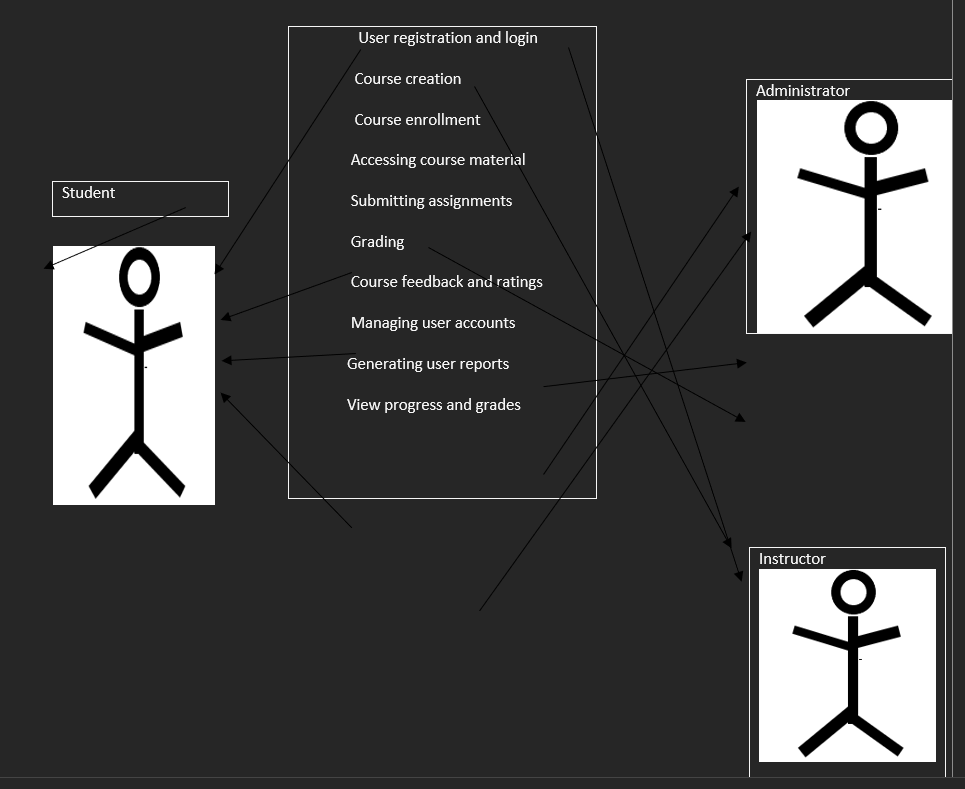 User registration and login
Course creation
Course enrollment
Accessing course material
Submitting assignments
Grading
Course feedback and ratings
Managing user accounts
Generating user reports
View progress and grades
Student
Administrator
Instructor